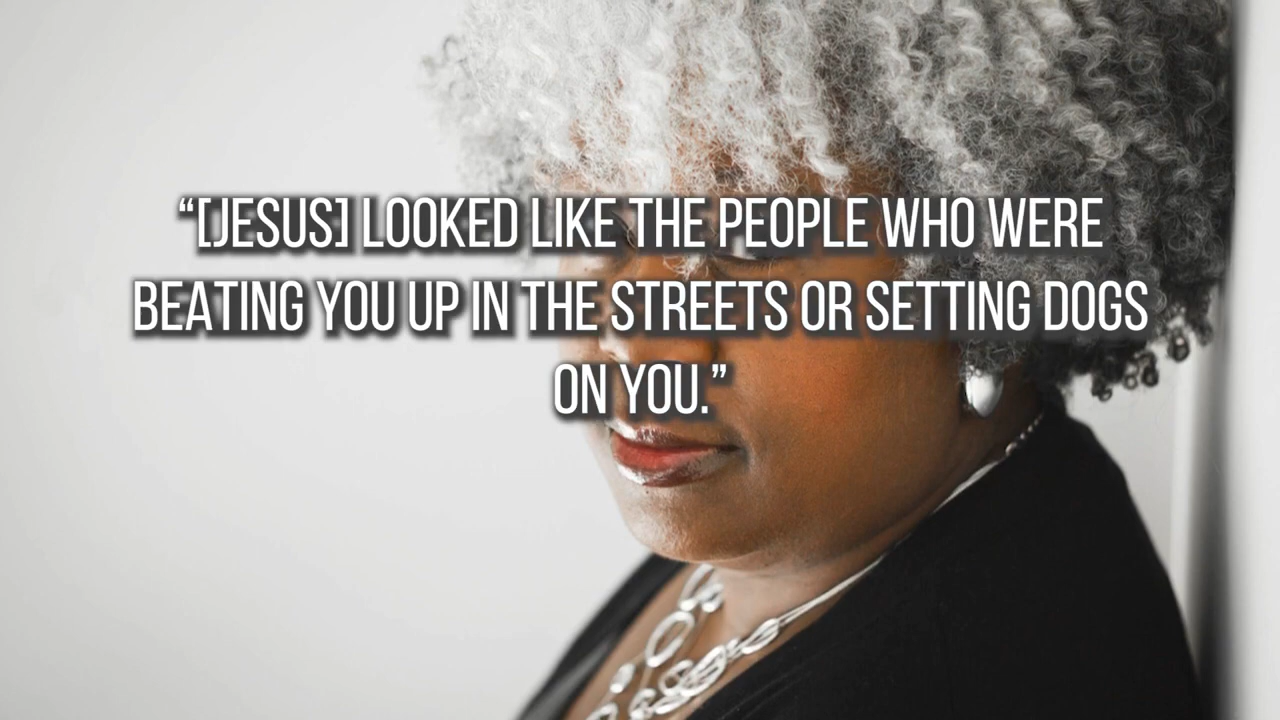 “[JESUS] LOOKED LIKE THE PEOPLE WHO WERE
BEATING YOU UP IN THE STREETS OR SETTING DOGS
ON YOU.”